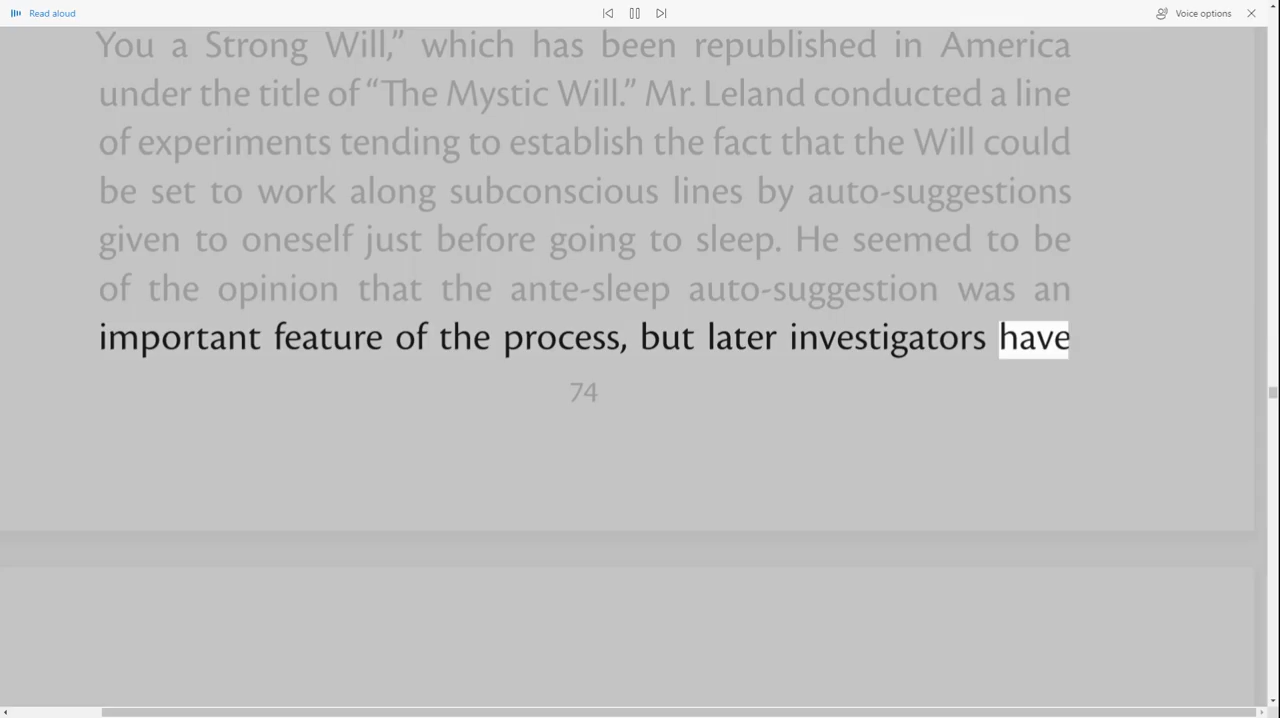 Read aloud
Voice options
You a Strong Will,” which has been republished in America
under the title of “The Mystic Will.” Mr. Leland conducted a line
of experiments tending to establish the fact that the Will could
be set to work along subconscious lines by auto-suggestions
given to oneself just before going to sleep. He seemed to be
of the opinion that the ante-sleep auto-suggestion was an
important feature of the process, but later investigators have
74